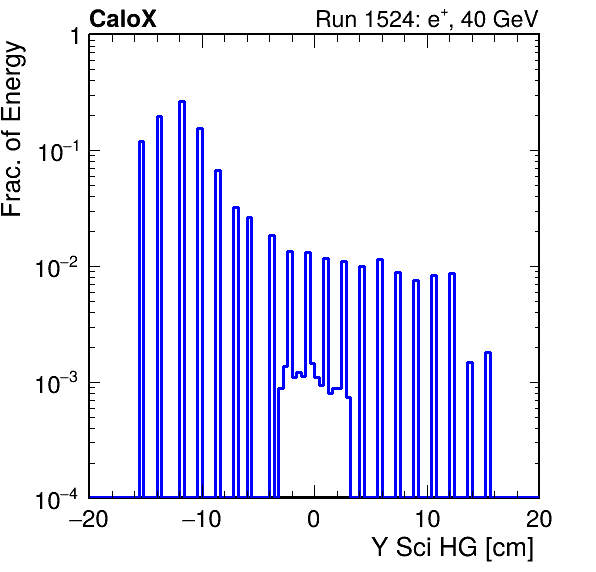 CaloX Run 1524: e⁺, 40 GeV
Frac. of Energy
1
10⁻¹
10⁻²
10⁻³
10⁻⁴
−20 −10 0 10 20
Y Sci HG [cm]